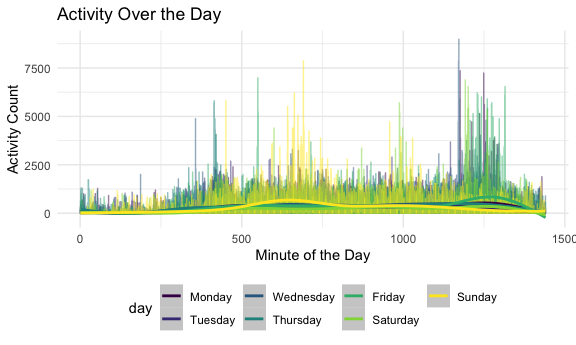 Activity Over the Day
7500
5000
2500
0
Activity Count
0 500 1000 1500
Minute of the Day
day
Monday Wednesday Friday Sunday
Tuesday Thursday Saturday